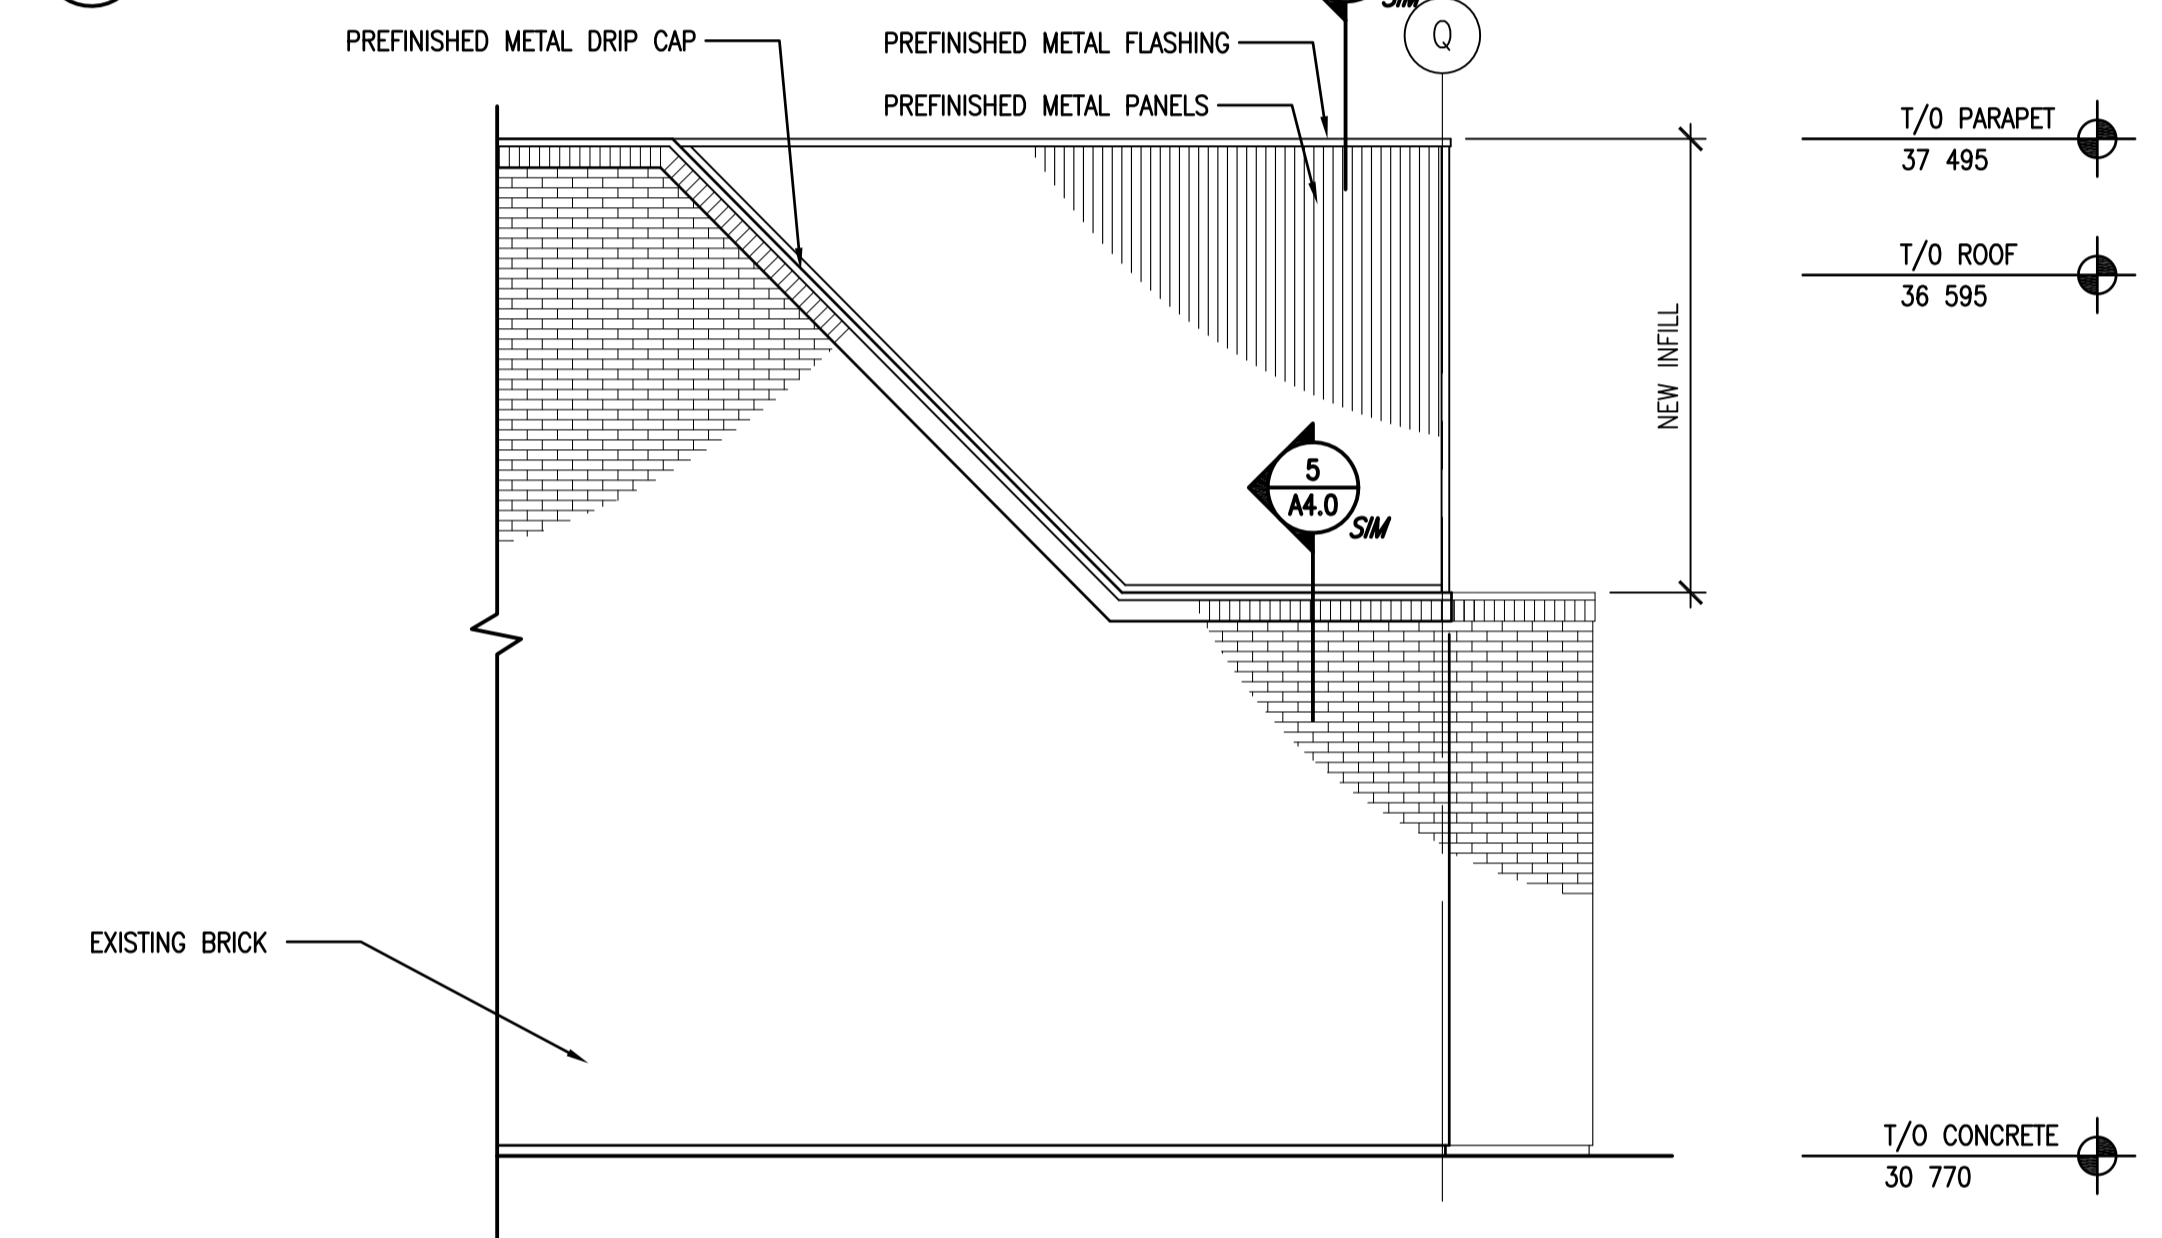 SIM
Q
PREFINISHED METAL DRIP CAP
PREFINISHED METAL FLASHING
PREFINISHED METAL PANELS
T/O PARAPET
37 495
T/O ROOF
36 595
NEW INFILL
5
A4.0
SIM
EXISTING BRICK
T/O CONCRETE
30 770